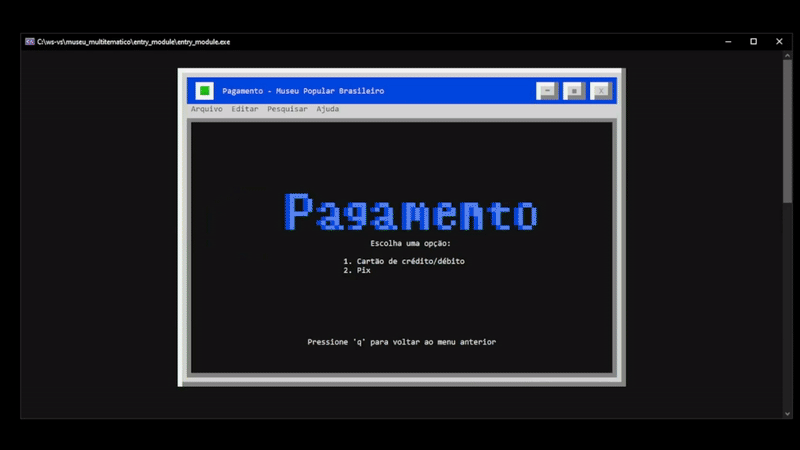 C:\ws-vs\museu_multitematico\entry_module\entry_module.exe
Pagamento - Museu Popular Brasileiro
Arquivo Editar Pesquisar Ajuda
Pagamento
Escolha uma opção:
1. Cartão de crédito/débito
2. Pix
Pressione 'q' para voltar ao menu anterior